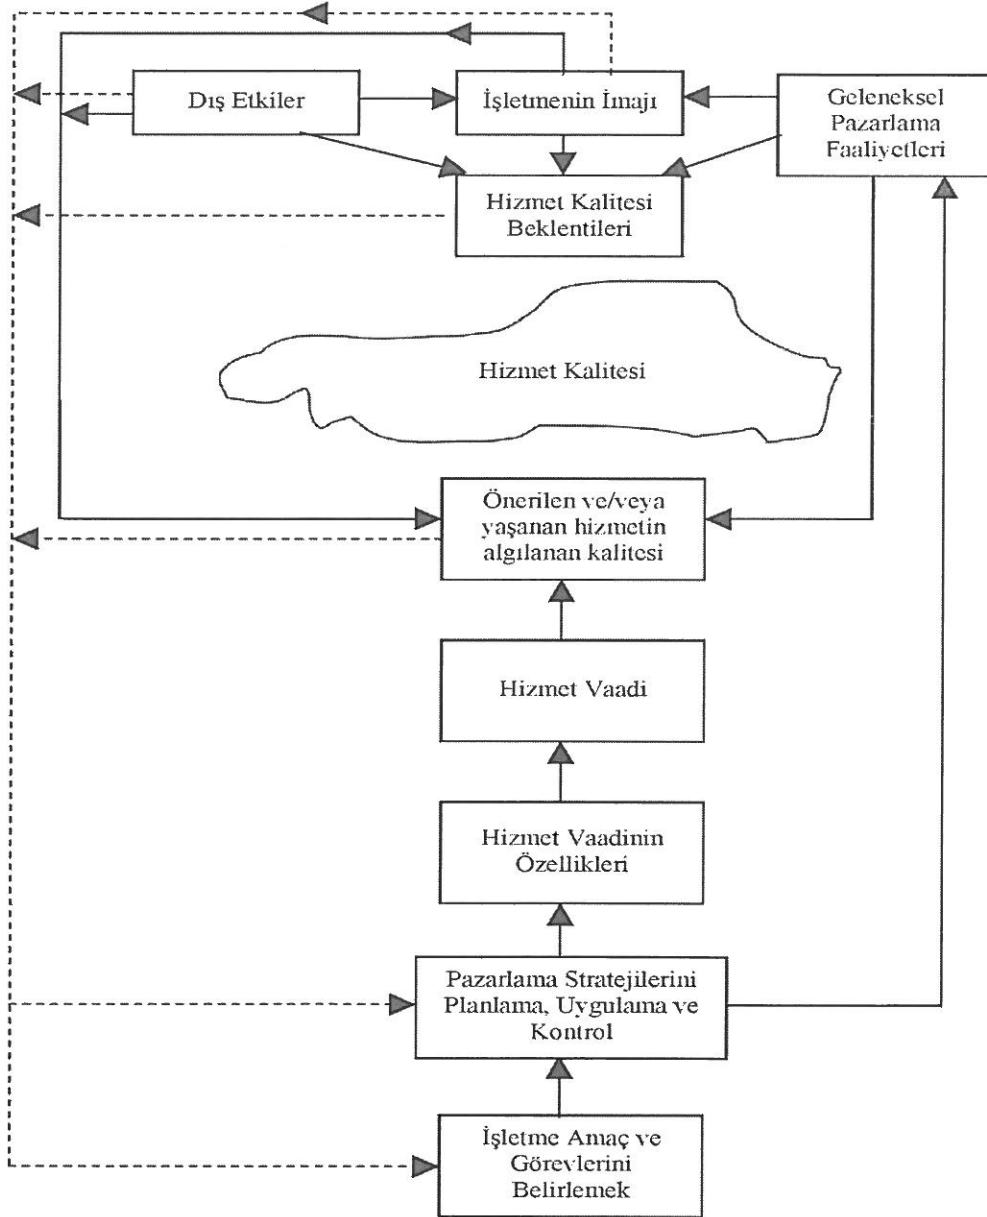 Dış Etkiler
İşletmenin İmajı
Geleneksel
Pazarlama
Faaliyetleri
Hizmet Kalitesi
Beklentileri
Hizmet Kalitesi
Önerilen ve/veya
yaşanan hizmetin
algılanan kalitesi
Hizmet Vaadi
Hizmet Vaadinin
Özellikleri
Pazarlama Stratejilerini
Planlama, Uygulama ve
Kontrol
İşletme Amaç ve
Görevlerini
Belirlemek